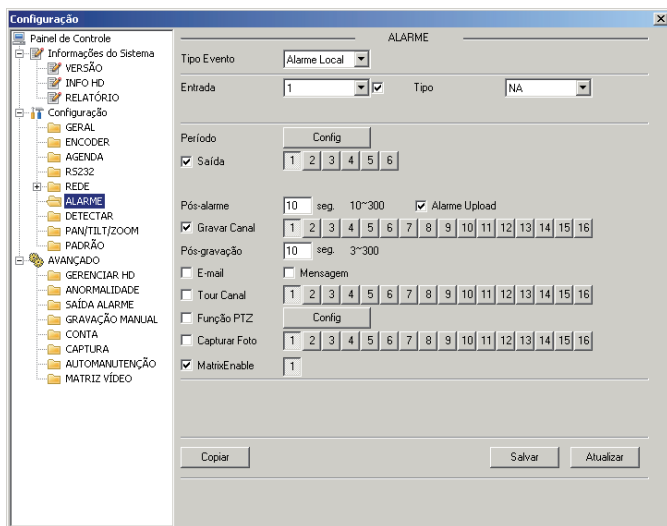 Configuração
Painel de Controle
Informações do Sistema
VERSÃO
INFO HD
RELATÓRIO
Configuração
GERAL
ENCODER
AGENDA
RS232
REDE
ALARME
DETECTAR
PAN/TILT/ZOOM
PADRÃO
AVANÇADO
GERENCIAR HD
ANORMALIDADE
SAÍDA ALARME
GRAVAÇÃO MANUAL
CONTA
CAPTURA
AUTOMANUTENÇÃO
MATRIZ VÍDEO
ALARME
Tipo Evento Alarme Local
Entrada 1 Tipo NA
Período Config
Saída 1 2 3 4 5 6
Pós-alarme 10 seg. 10~300 Alarme Upload
Gravar Canal 1 2 3 4 5 6 7 8 9 10 11 12 13 14 15 16
Pós-gravação 10 seg. 3~300
E-mail Mensagem
Tour Canal 1 2 3 4 5 6 7 8 9 10 11 12 13 14 15 16
Função PTZ Config
Capturar Foto 1 2 3 4 5 6 7 8 9 10 11 12 13 14 15 16
MatrixEnable 1
Copiar Salvar Atualizar